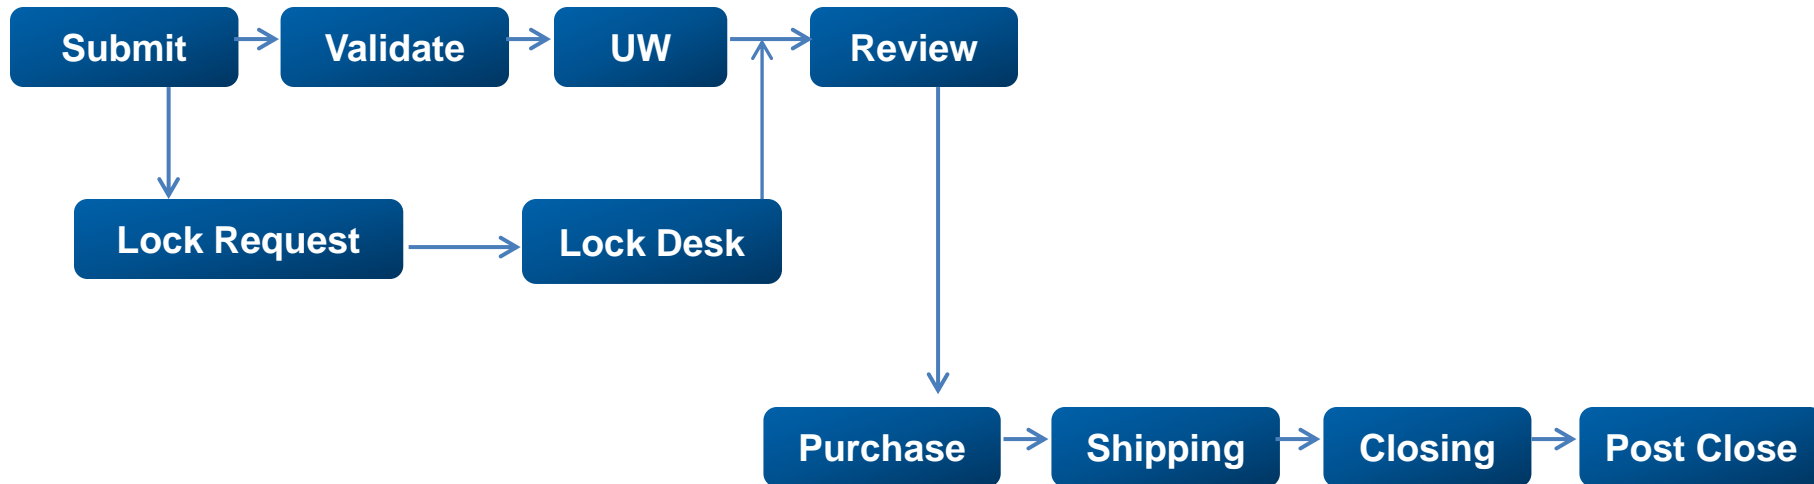 Submit
Validate
UW
Review
Lock Request
Lock Desk
Purchase
Shipping
Closing
Post Close